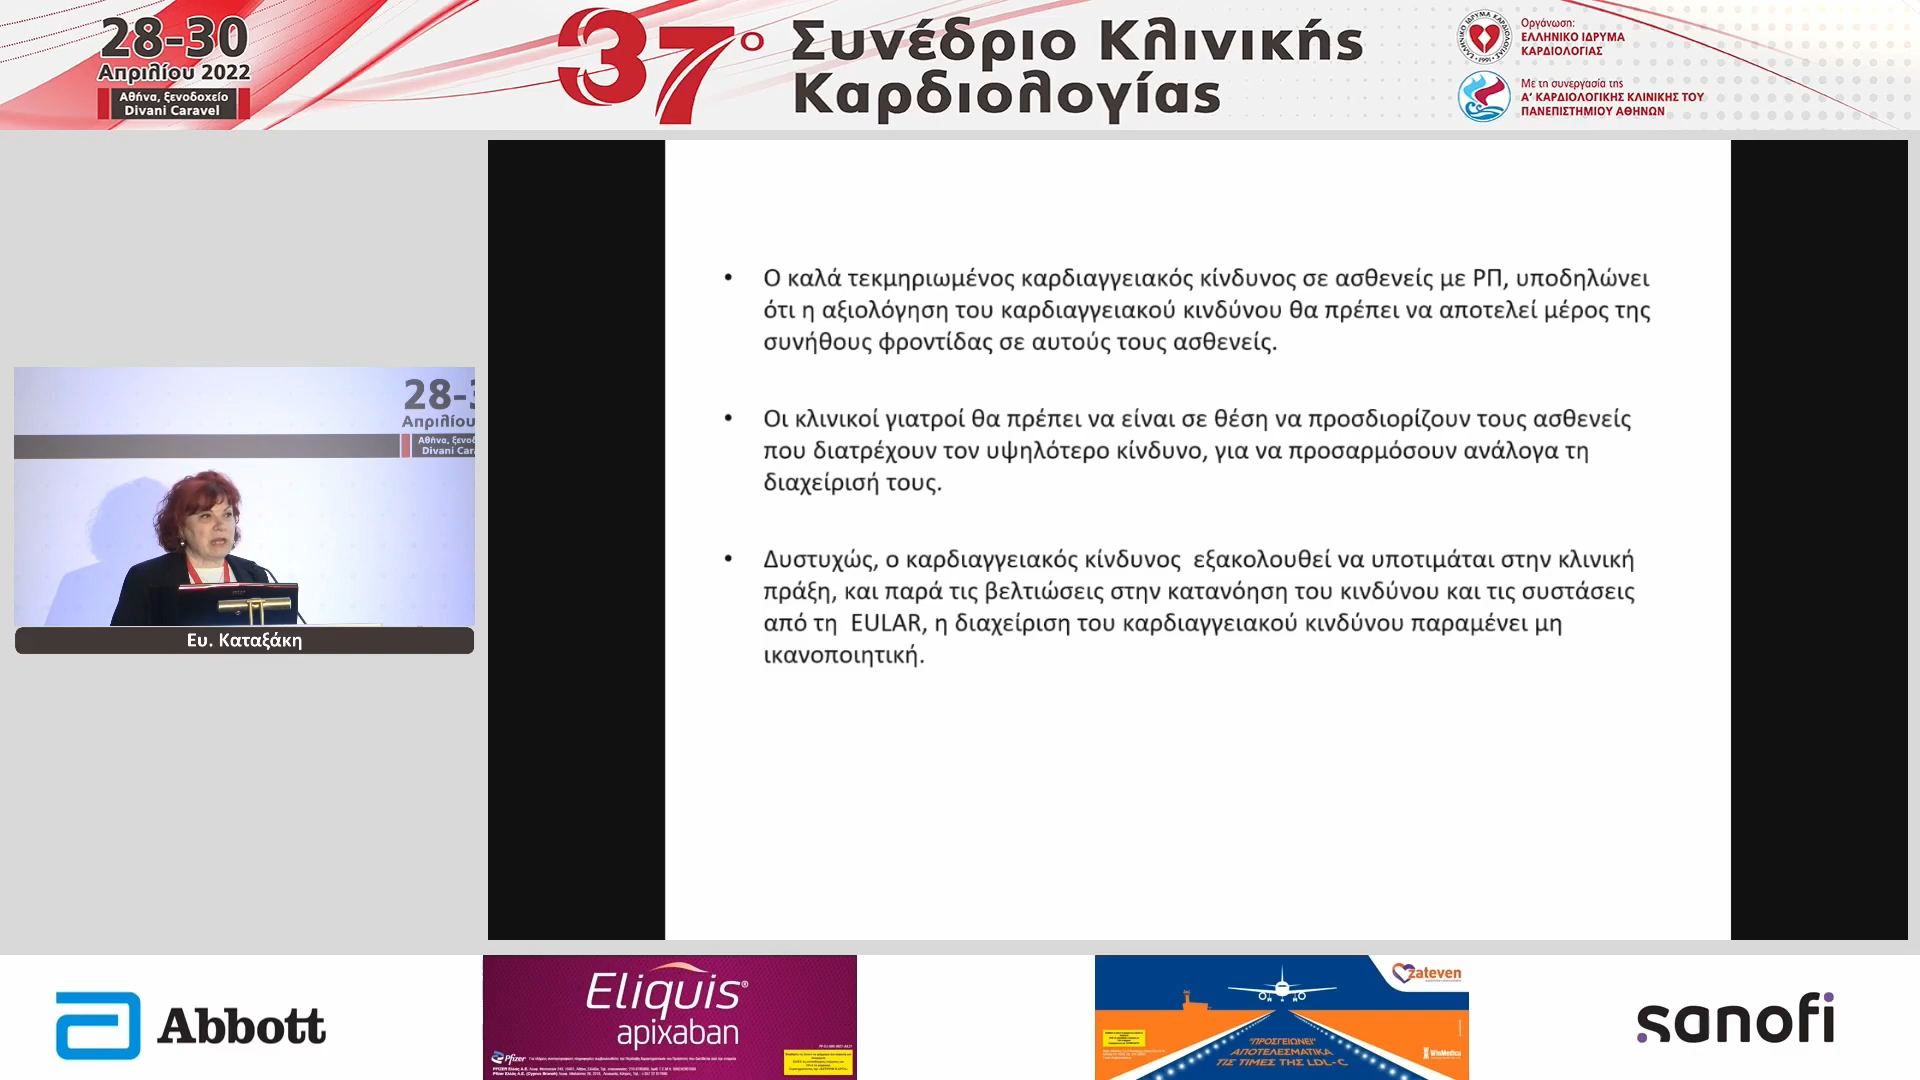 28-30
Απριλίου 2022
Αθήνα, ξενοδοχείο
Divani Caravel
37ο Συνέδριο Κλινικής
Καρδιολογίας
Οργάνωση:
ΕΛΛΗΝΙΚΟ ΙΔΡΥΜΑ
ΚΑΡΔΙΟΛΟΓΙΑΣ
Με τη συνεργασία της
Α' ΚΑΡΔΙΟΛΟΓΙΚΗΣ ΚΛΙΝΙΚΗΣ ΤΟΥ
ΠΑΝΕΠΙΣΤΗΜΙΟΥ ΑΘΗΝΩΝ
• Ο καλά τεκμηριωμένος καρδιαγγειακός κίνδυνος σε ασθενείς με ΡΠ, υποδηλώνει
ότι η αξιολόγηση του καρδιαγγειακού κινδύνου θα πρέπει να αποτελεί μέρος της
συνήθους φροντίδας σε αυτούς τους ασθενείς.
• Οι κλινικοί γιατροί θα πρέπει να είναι σε θέση να προσδιορίζουν τους ασθενείς
που διατρέχουν τον υψηλότερο κίνδυνο, για να προσαρμόσουν ανάλογα τη
διαχείρισή τους.
• Δυστυχώς, ο καρδιαγγειακός κίνδυνος εξακολουθεί να υποτιμάται στην κλινική
πράξη, και παρά τις βελτιώσεις στην κατανόηση του κινδύνου και τις συστάσεις
από τη EULAR, η διαχείριση του καρδιαγγειακού κινδύνου παραμένει μη
ικανοποιητική.
28-3
Απριλίου
Αθήνα, ξενοδ
Divani Car
Ευ. Καταξάκη
Abbott
Eliquis®
apixaban
Pfizer
zateven
"ΠΡΟΣΓΕΙΩΝΕΙ"
ΑΠΟΤΕΛΕΣΜΑΤΙΚΑ
ΤΙΣ ΤΙΜΕΣ ΤΗΣ LDL-C
WinMedica
sanofi